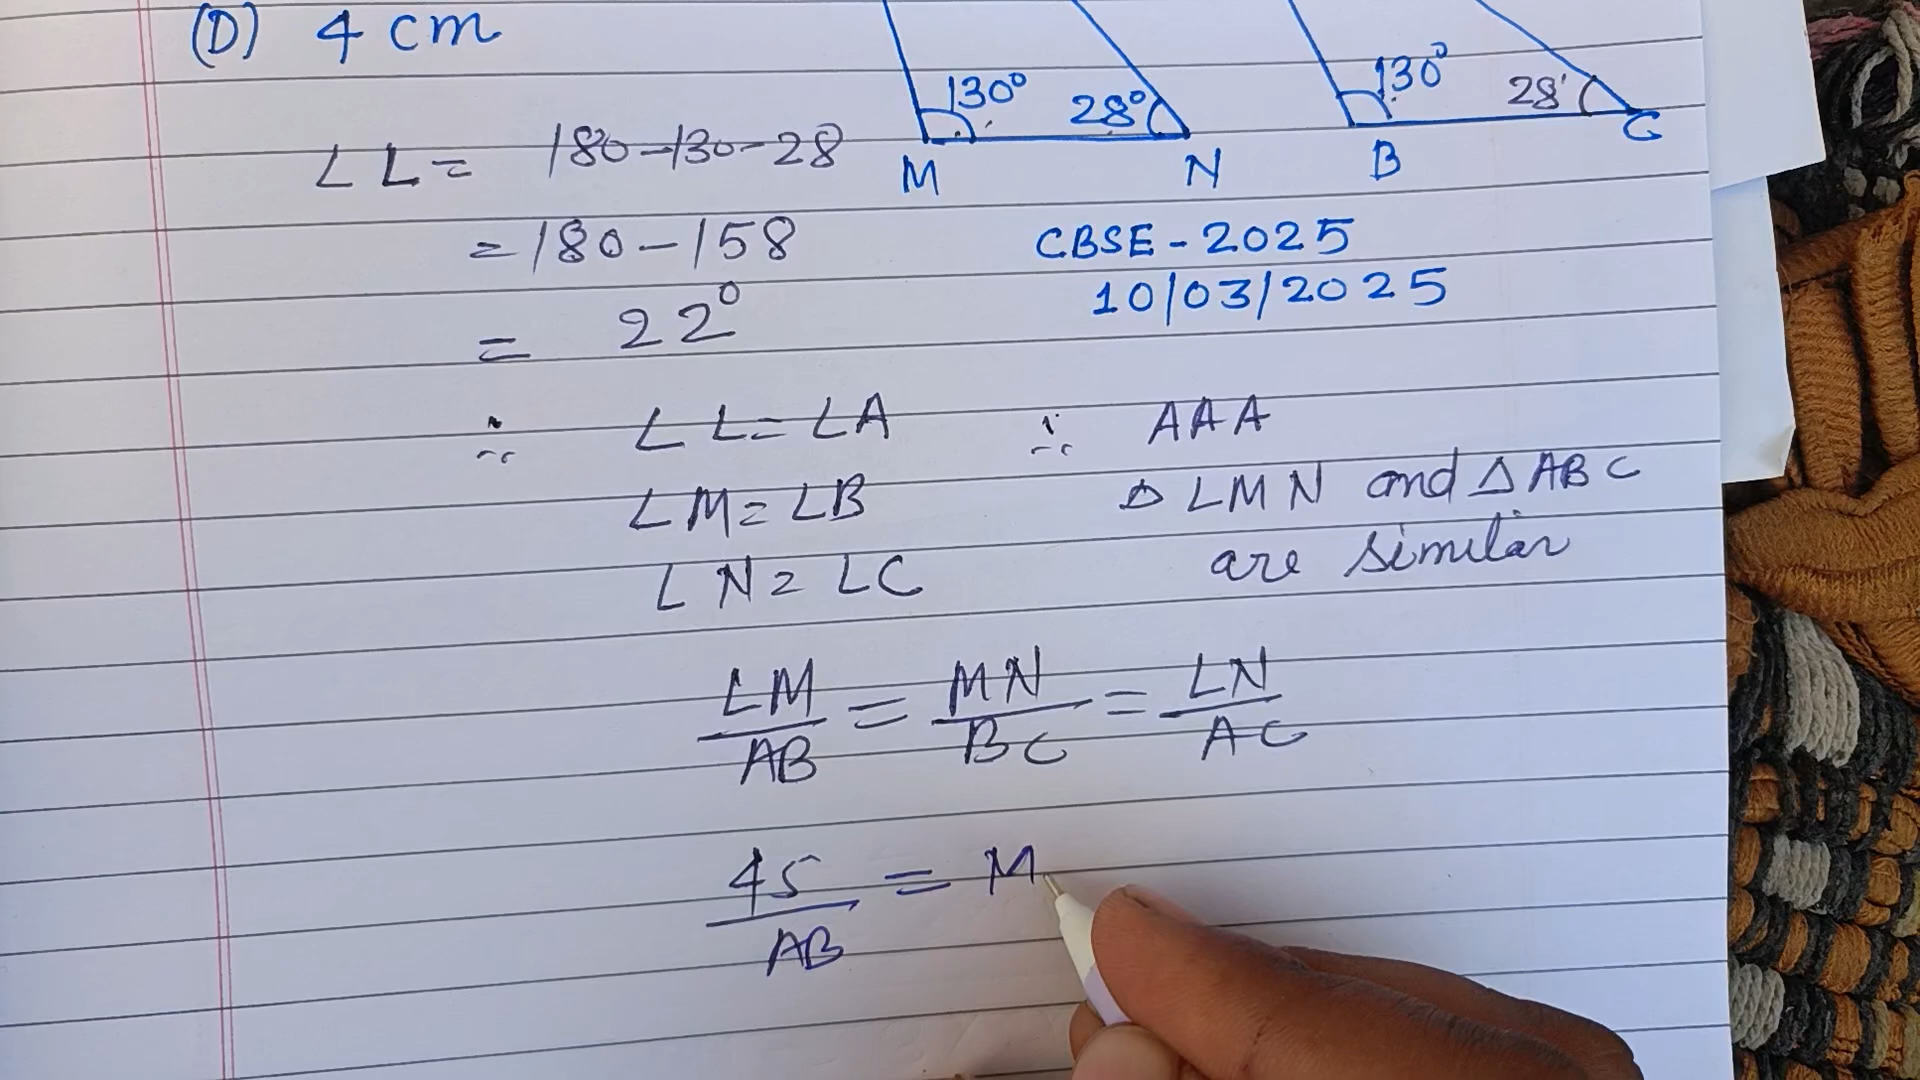 (D) 4 cm
130° 28°
M N
130° 28'
B C
∠L = 180-130-28
= 180-158
= 22°
CBSE - 2025
10/03/2025
∴ ∠L = ∠A
∠M = ∠B
∠N = ∠C
∴ AAA
△ LMN and △ ABC
are similar
LM/AB = MN/BC = LN/AC
45/AB = M